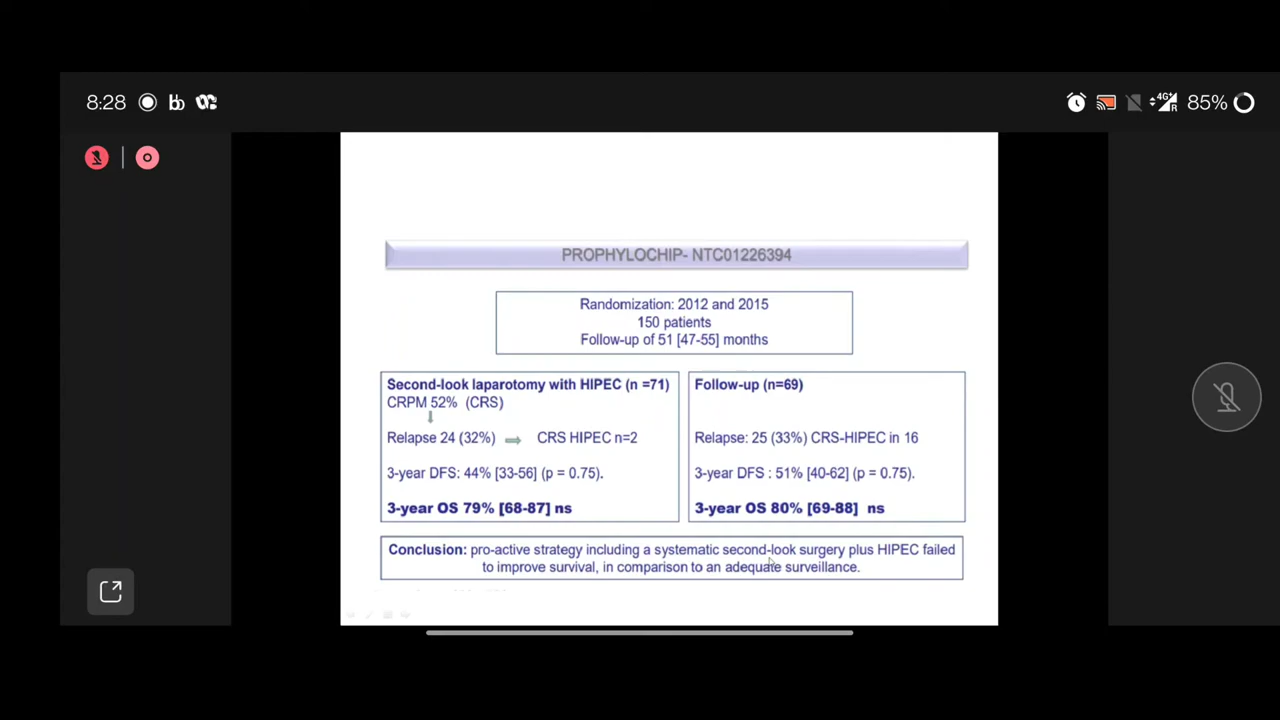 8:28
4G+
R
85%
PROPHYLOCHIP- NTC01226394
Randomization: 2012 and 2015
150 patients
Follow-up of 51 [47-55] months
Second-look laparotomy with HIPEC (n =71)
CRPM 52% (CRS)
Relapse 24 (32%) CRS HIPEC n=2
3-year DFS: 44% [33-56] (p = 0.75).
3-year OS 79% [68-87] ns
Follow-up (n=69)
Relapse: 25 (33%) CRS-HIPEC in 16
3-year DFS : 51% [40-62] (p = 0.75).
3-year OS 80% [69-88] ns
Conclusion: pro-active strategy including a systematic second-look surgery plus HIPEC failed
to improve survival, in comparison to an adequate surveillance.